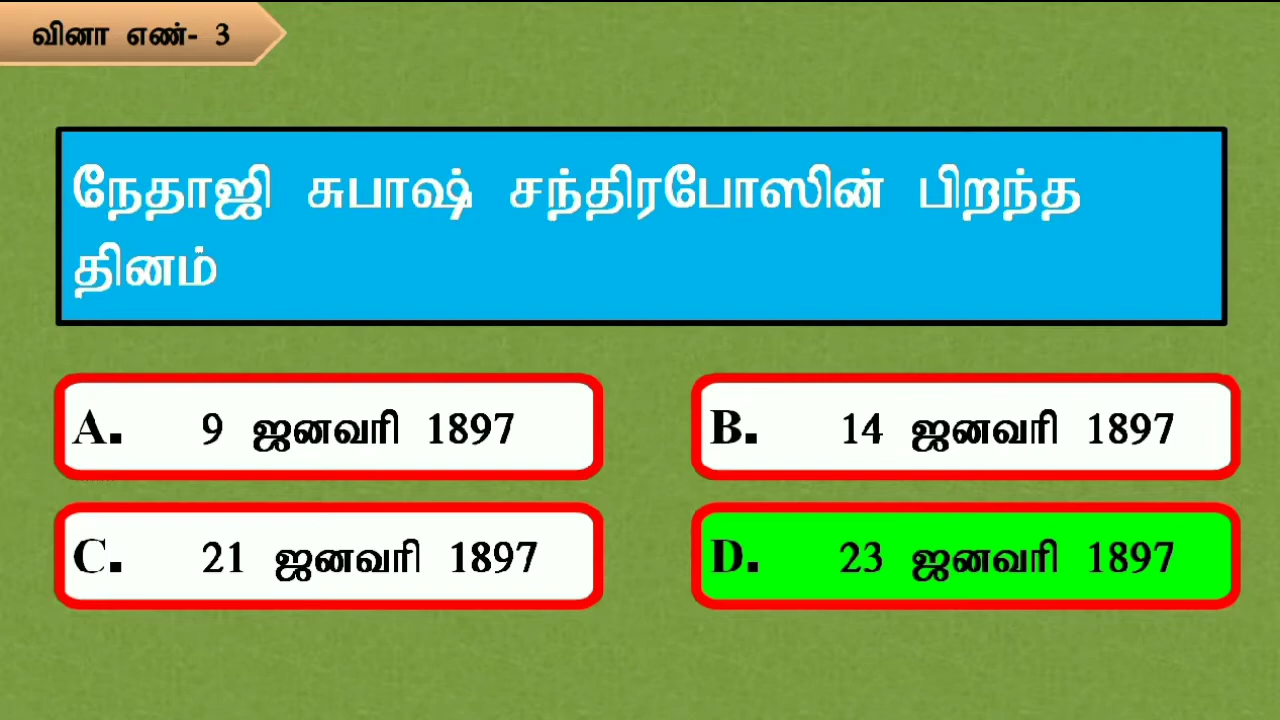 வினா எண்- 3
நேதாஜி சுபாஷ் சந்திரபோஸின் பிறந்த
தினம்
A. 9 ஜனவரி 1897
B. 14 ஜனவரி 1897
C. 21 ஜனவரி 1897
D. 23 ஜனவரி 1897